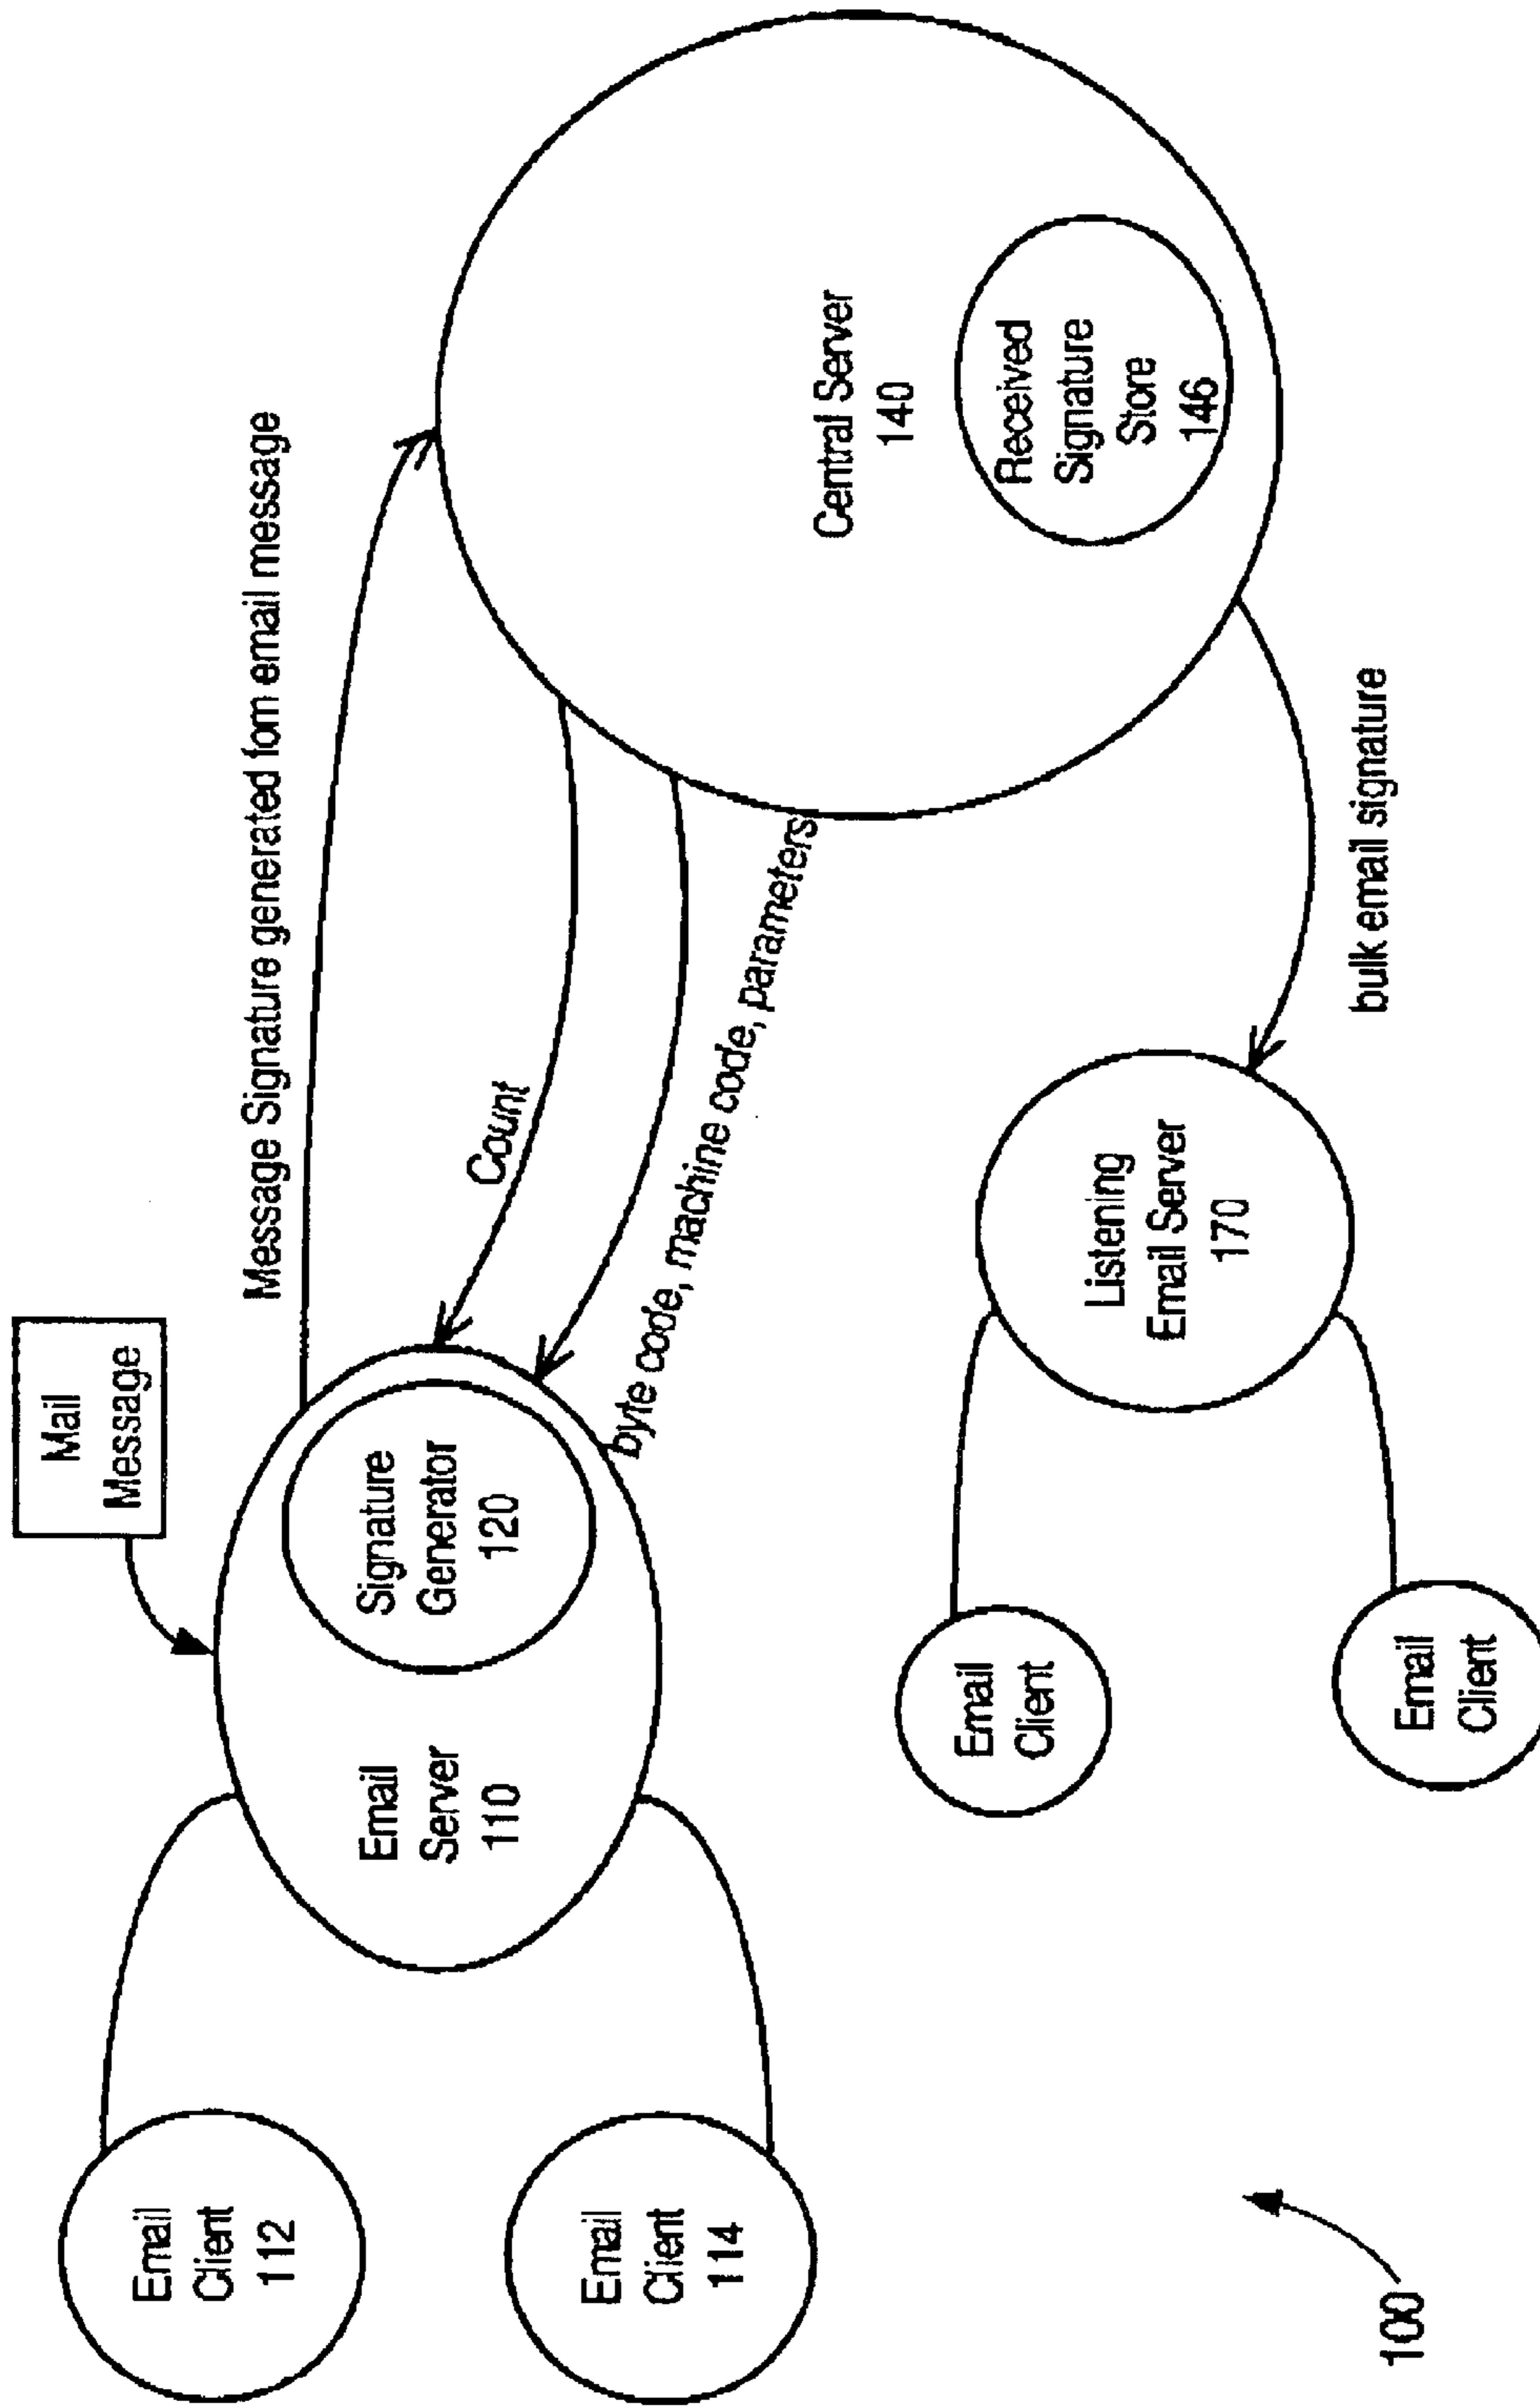 Mail
Message
Message Signature generated fom email message
Email
Client
112
Email
Server
110
Signature
Generator
120
Count
byte code, machine code, parameters
Central Server
140
Received
Signature
Store
146
Email
Client
114
Email
Client
Listening
Email Server
170
bulk email signature
Email
Client
100